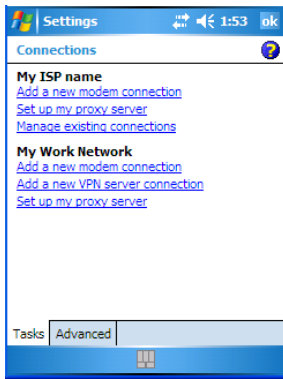 Settings 1:53 ok
Connections ?
My ISP name
Add a new modem connection
Set up my proxy server
Manage existing connections
My Work Network
Add a new modem connection
Add a new VPN server connection
Set up my proxy server
Tasks Advanced